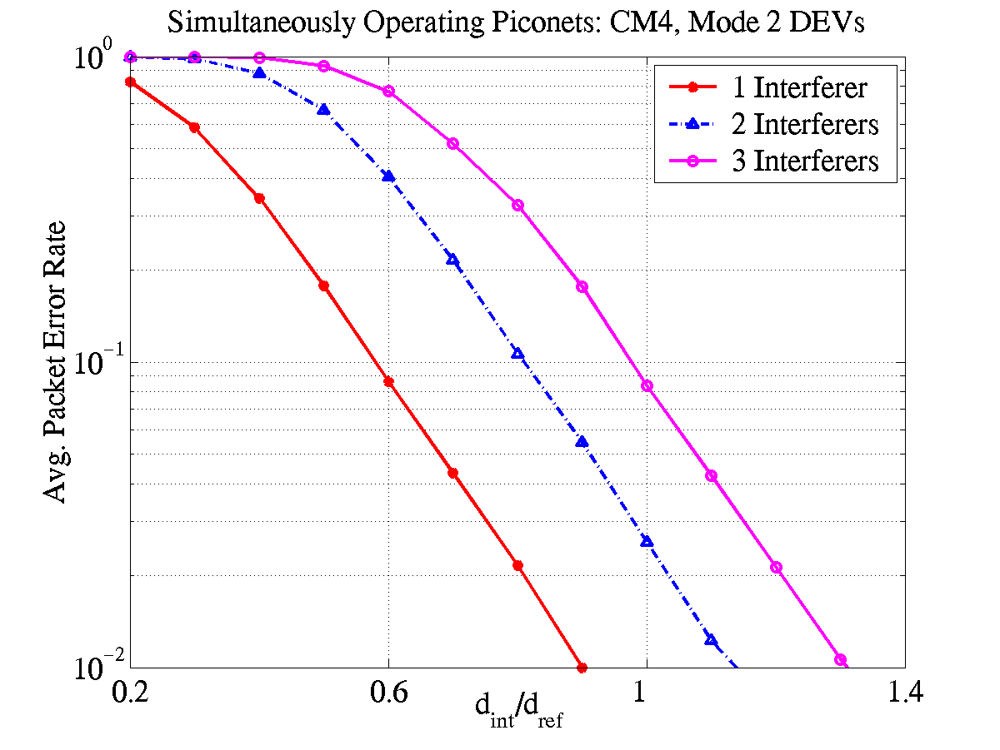 Simultaneously Operating Piconets: CM4, Mode 2 DEVs
10^0
10^-1
10^-2
Avg. Packet Error Rate
1 Interferer
2 Interferers
3 Interferers
0.2 0.6 1 1.4
d_int/d_ref